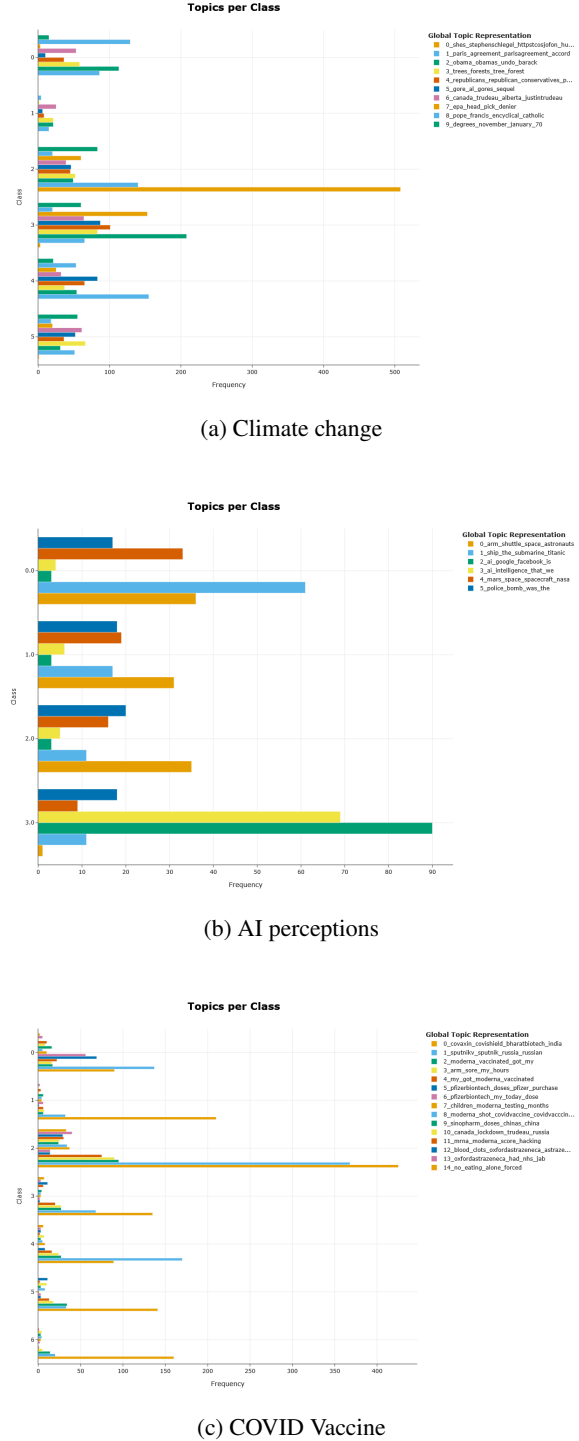 Topics per Class
Global Topic Representation
0_shes_stephenschlegel_httpstcosjofon_hu...
1_paris_agreement_parisagreement_accord
2_obama_obamas_undo_barack
3_trees_forests_tree_forest
4_republicans_republican_conservatives_p...
5_gore_al_gores_sequel
6_canada_trudeau_alberta_justintrudeau
7_epa_head_pick_denier
8_pope_francis_encyclical_catholic
9_degrees_november_january_70
Class
0
1
2
3
4
5
0 100 200 300 400 500
Frequency
(a) Climate change
Topics per Class
Global Topic Representation
0_arm_shuttle_space_astronauts
1_ship_the_submarine_titanic
2_ai_google_facebook_is
3_ai_intelligence_that_we
4_mars_space_spacecraft_nasa
5_police_bomb_was_the
Class
0.0
1.0
2.0
3.0
0 10 20 30 40 50 60 70 80 90
Frequency
(b) AI perceptions
Topics per Class
Global Topic Representation
0_covaxin_covishield_bharatbiotech_india
1_sputnikv_sputnik_russia_russian
2_moderna_vaccinated_got_my
3_arm_sore_my_hours
4_my_got_moderna_vaccinated
5_pfizerbiontech_doses_pfizer_purchase
6_pfizerbiontech_my_today_dose
7_children_moderna_testing_months
8_moderna_shot_covidvaccine_covidvacccin...
9_sinopharm_doses_chinas_china
10_canada_lockdown_trudeau_russia
11_mrna_moderna_score_hacking
12_blood_clots_oxfordastrazeneca_astraze...
13_oxfordastrazeneca_had_nhs_jab
14_no_eating_alone_forced
Class
0
1
2
3
4
5
6
0 50 100 150 200 250 300 350 400
Frequency
(c) COVID Vaccine